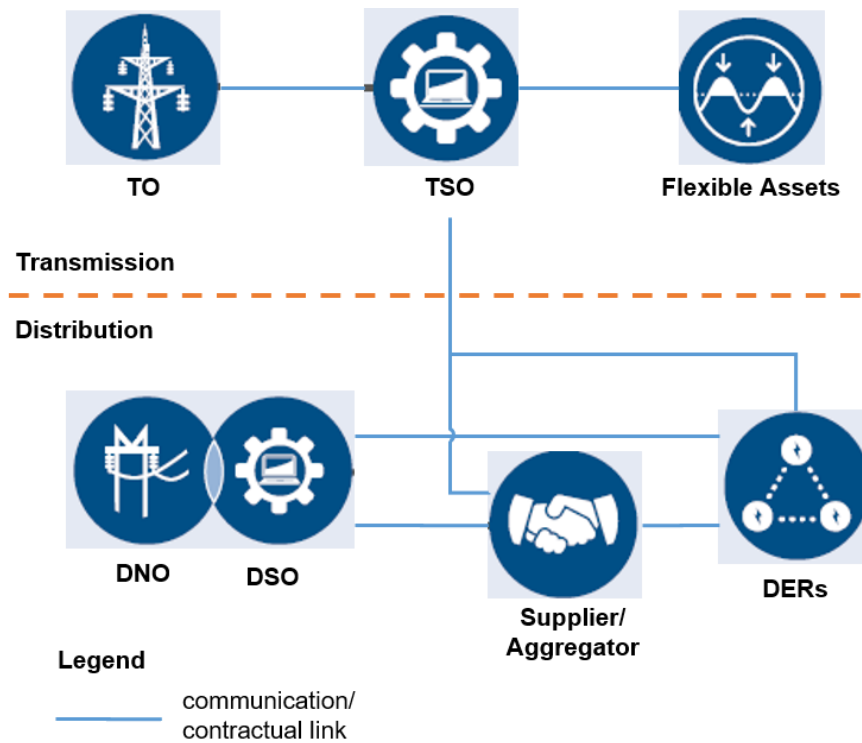 TO
TSO
Flexible Assets
Transmission
Distribution
DNO
DSO
Supplier/
Aggregator
DERs
Legend
communication/
contractual link